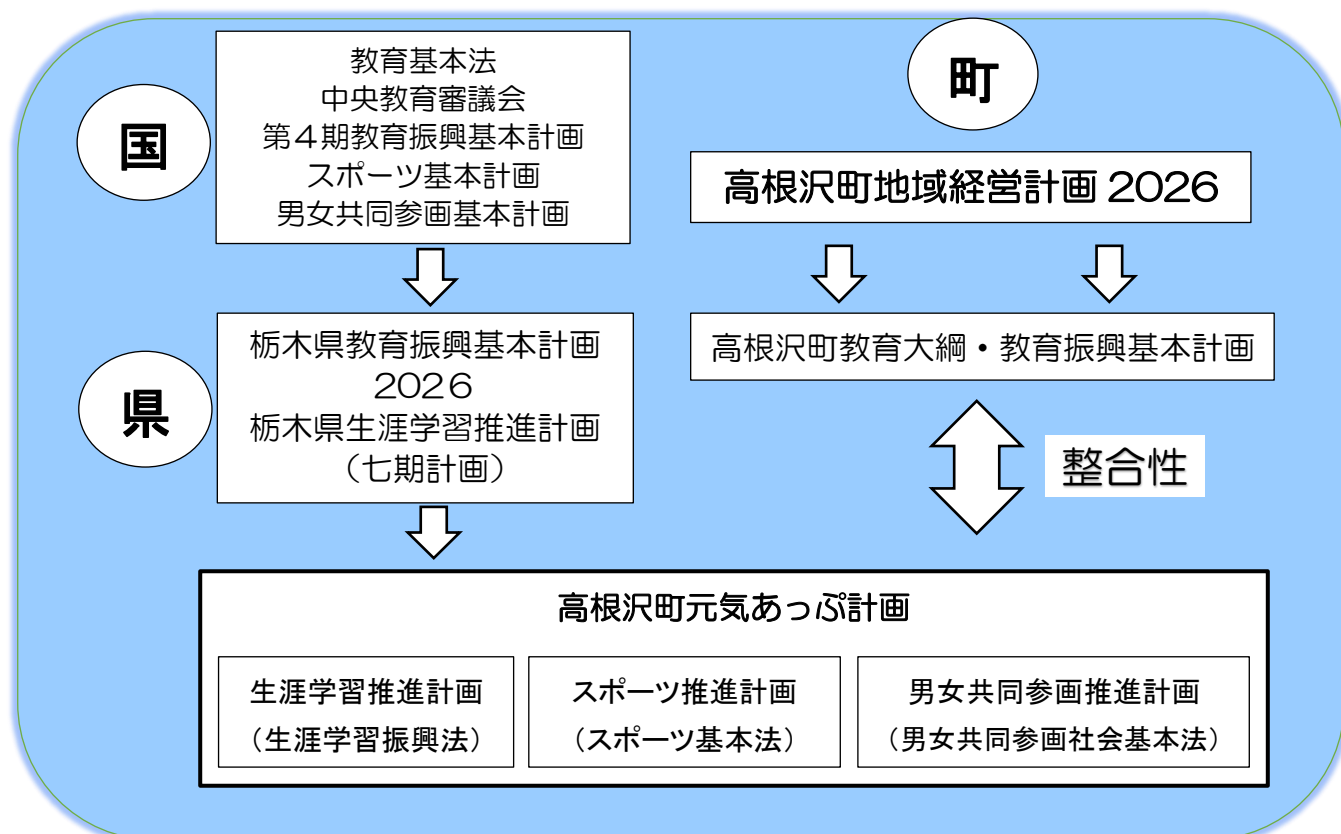 国
教育基本法
中央教育審議会
第４期教育振興基本計画
スポーツ基本計画
男女共同参画基本計画
県
栃木県教育振興基本計画
２０２６
栃木県生涯学習推進計画
（七期計画）
町
高根沢町地域経営計画 2026
高根沢町教育大綱・教育振興基本計画
整合性
高根沢町元気あっぷ計画
生涯学習推進計画
（生涯学習振興法）
スポーツ推進計画
（スポーツ基本法）
男女共同参画推進計画
（男女共同参画社会基本法）